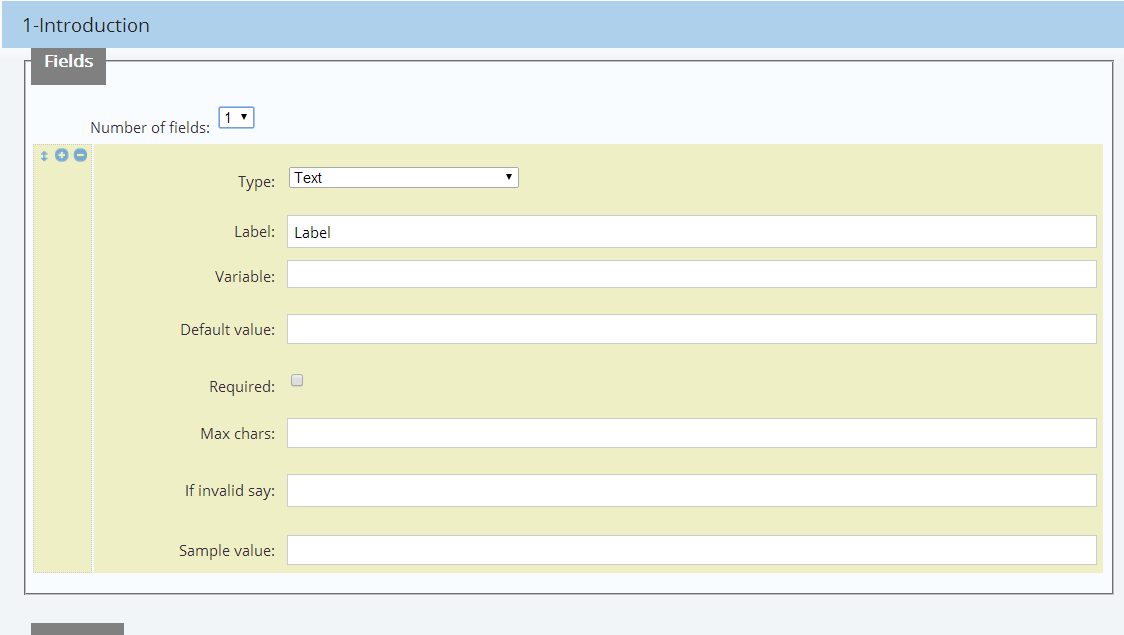 1-Introduction
Fields
Number of fields: 1
Type: Text
Label: Label
Variable:
Default value:
Required:
Max chars:
If invalid say:
Sample value: